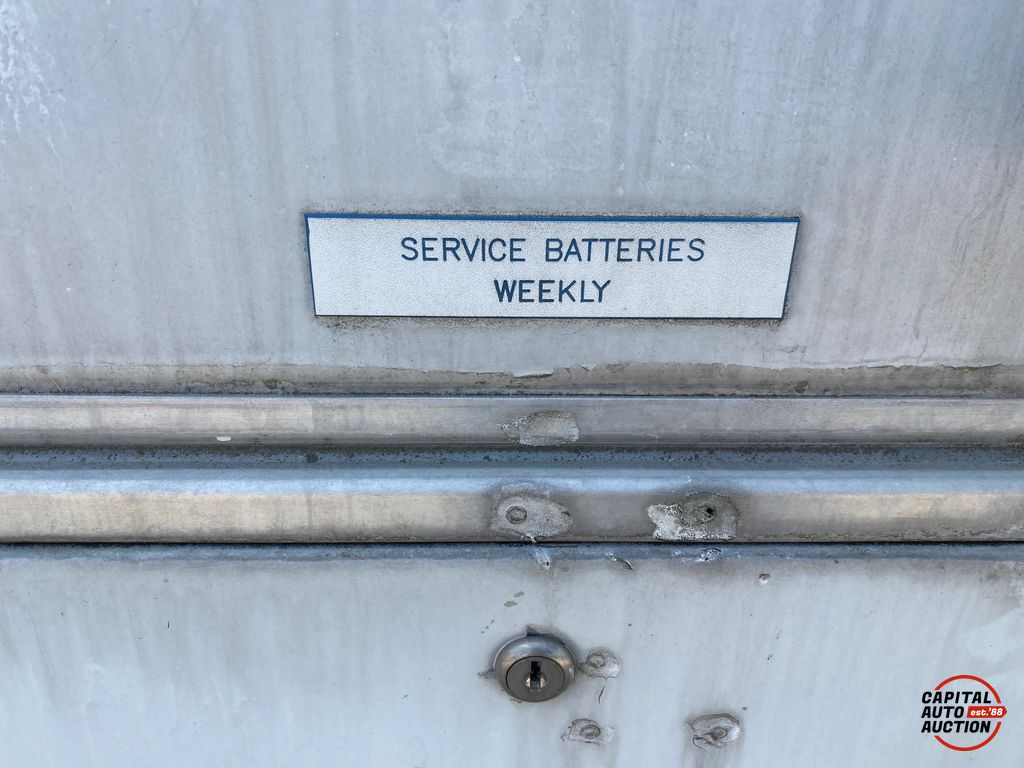 SERVICE BATTERIES
WEEKLY
CAPITAL
AUTO est.'88
AUCTION